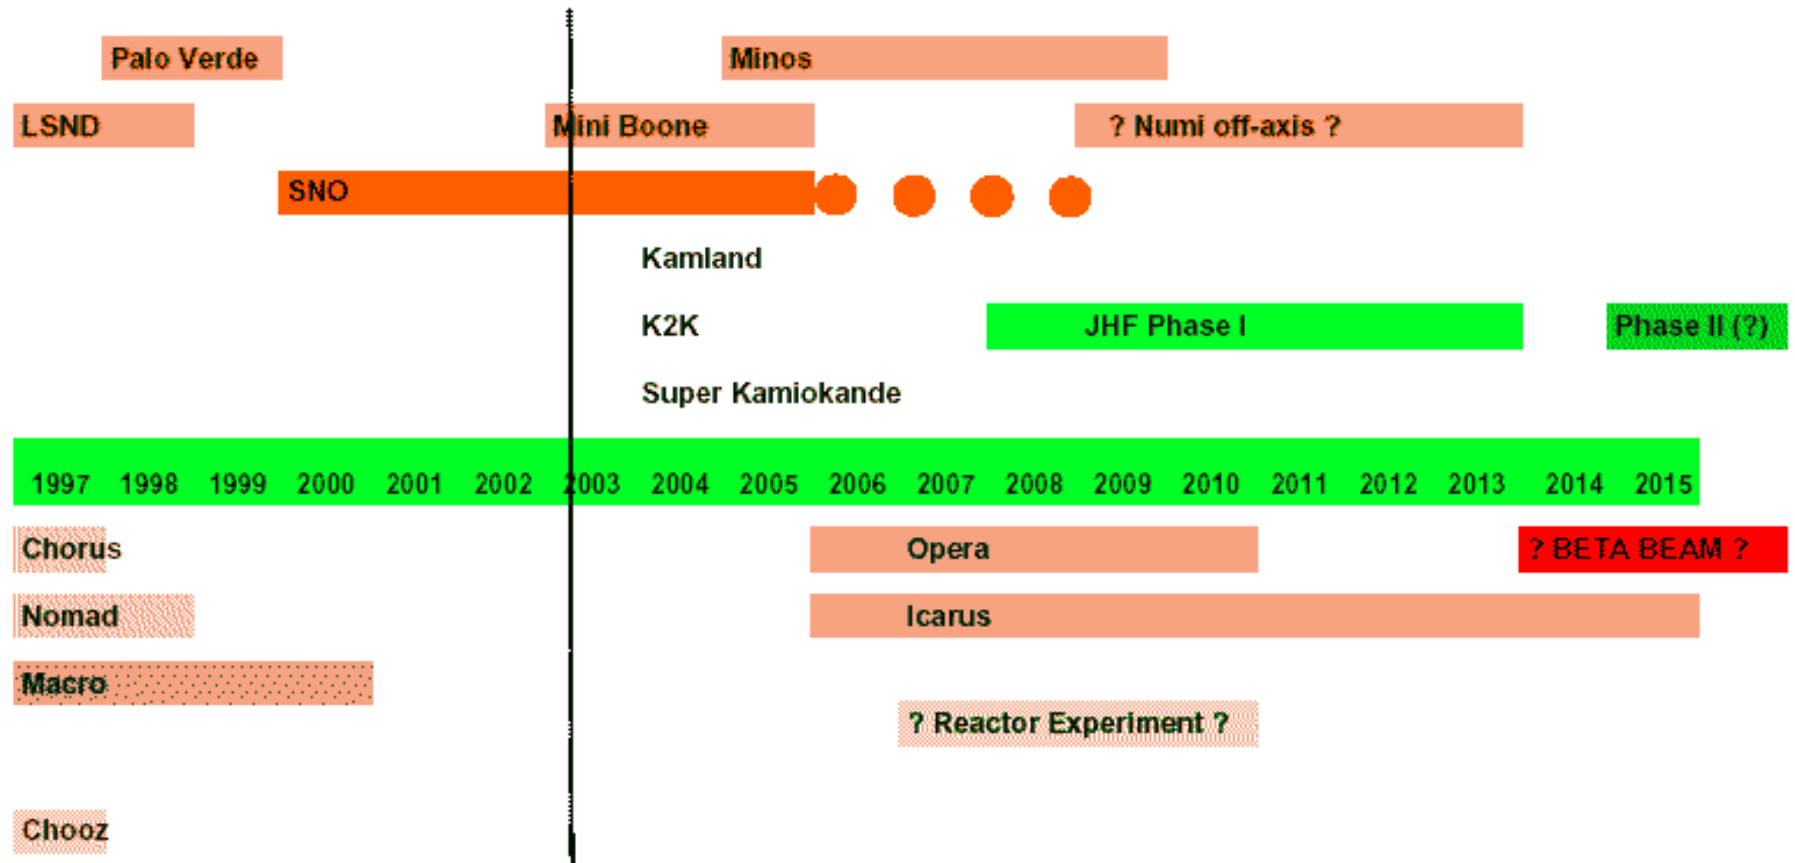 Palo Verde Minos
LSND Mini Boone ? Numi off-axis ?
SNO
Kamland
K2K JHF Phase I Phase II (?)
Super Kamiokande
1997 1998 1999 2000 2001 2002 2003 2004 2005 2006 2007 2008 2009 2010 2011 2012 2013 2014 2015
Chorus Opera ? BETA BEAM ?
Nomad Icarus
Macro
? Reactor Experiment ?
Chooz